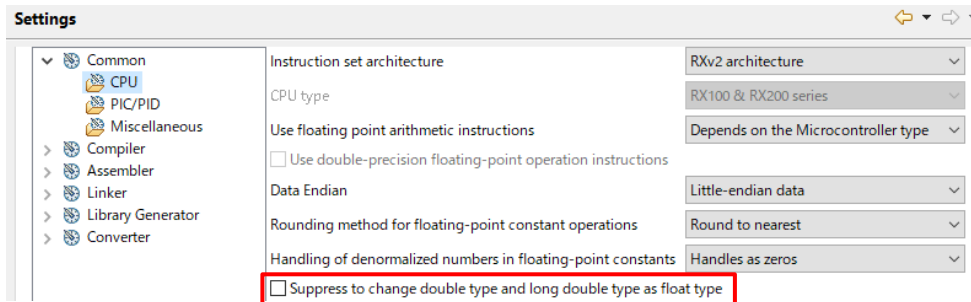 Settings
Common
CPU
PIC/PID
Miscellaneous
Compiler
Assembler
Linker
Library Generator
Converter
Instruction set architecture RXv2 architecture
CPU type RX100 & RX200 series
Use floating point arithmetic instructions Depends on the Microcontroller type
Use double-precision floating-point operation instructions
Data Endian Little-endian data
Rounding method for floating-point constant operations Round to nearest
Handling of denormalized numbers in floating-point constants Handles as zeros
Suppress to change double type and long double type as float type